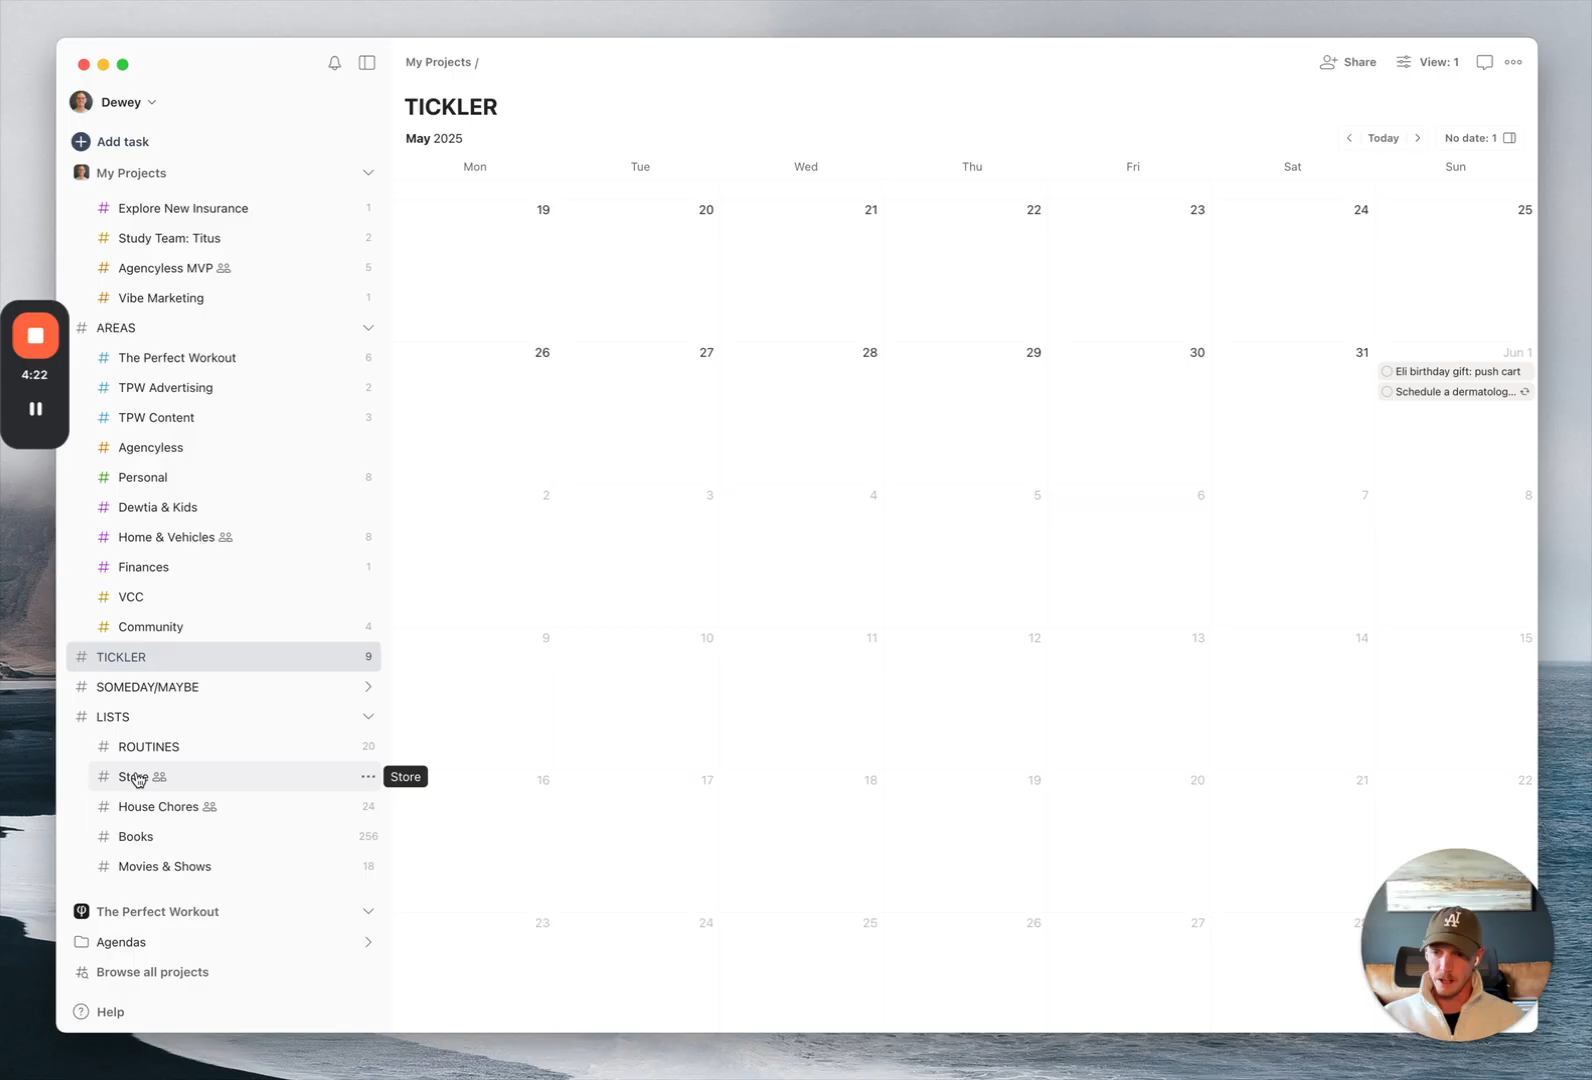 My Projects /
Share
View: 1
Dewey
TICKLER
May 2025
Today
No date: 1
Add task
My Projects
Mon Tue Wed Thu Fri Sat Sun
Explore New Insurance 1
19 20 21 22 23 24 25
Study Team: Titus 2
Agencyless MVP 5
Vibe Marketing 1
AREAS
4:22
The Perfect Workout 6
26 27 28 29 30 31 Jun 1
Eli birthday gift: push cart
Schedule a dermatolog...
TPW Advertising 2
TPW Content 3
Agencyless
Personal 8
2 3 4 5 6 7 8
Dewtia & Kids
Home & Vehicles 8
Finances 1
VCC
Community 4
9 10 11 12 13 14 15
TICKLER 9
SOMEDAY/MAYBE
LISTS
ROUTINES 20
Store
Store
16 17 18 19 20 21 22
House Chores 24
Books 256
Movies & Shows 18
The Perfect Workout
23 24 25 26 27
Agendas
Browse all projects
Help
AI